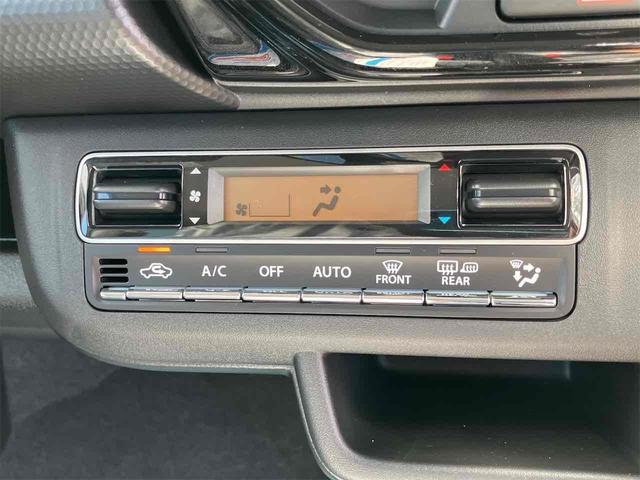 A/C OFF AUTO FRONT REAR